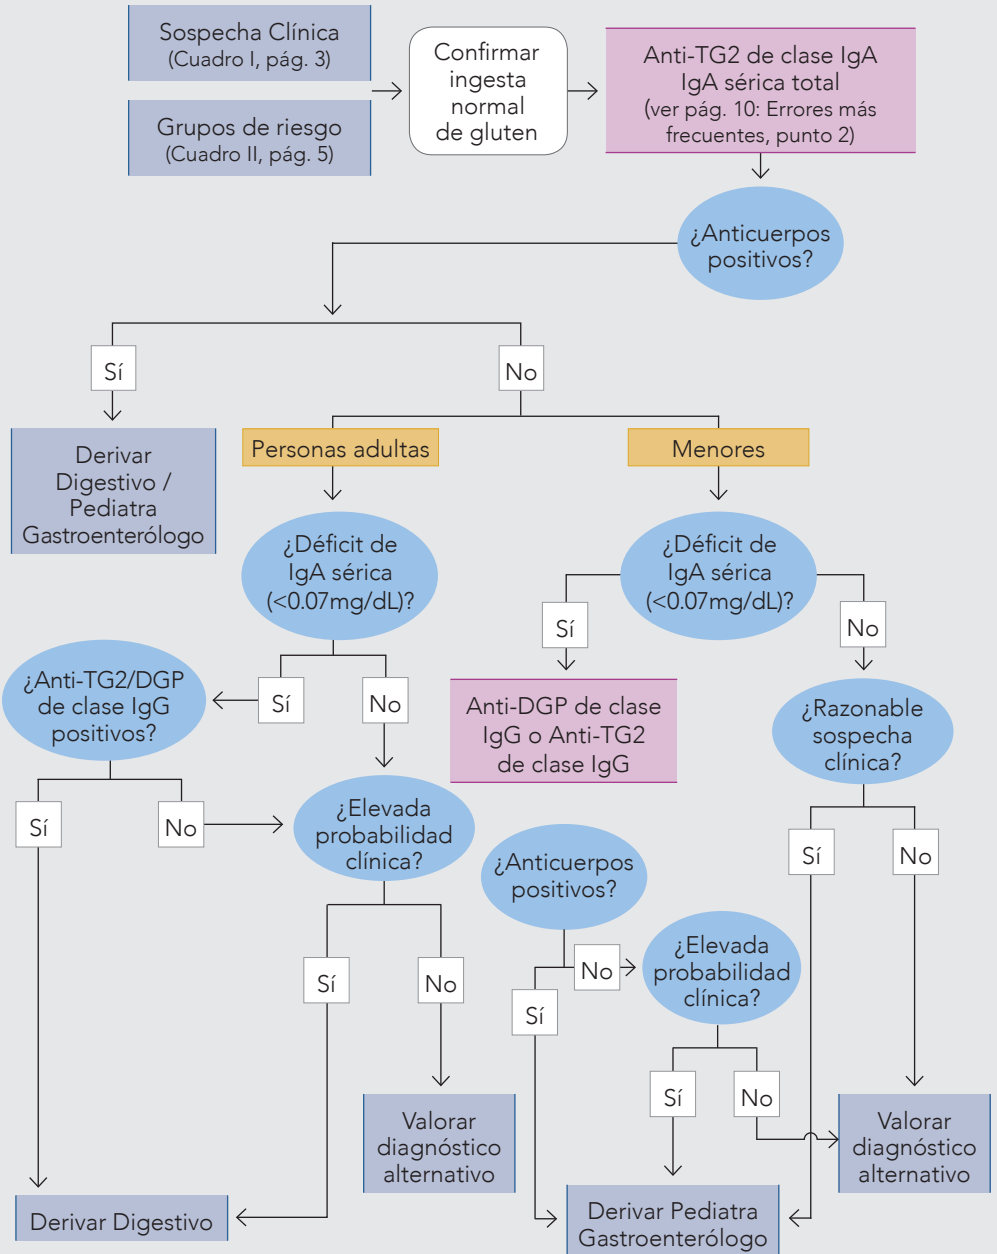 Sospecha Clínica
(Cuadro I, pág. 3)
Grupos de riesgo
(Cuadro II, pág. 5)
Confirmar
ingesta
normal
de gluten
Anti-TG2 de clase IgA
IgA sérica total
(ver pág. 10: Errores más
frecuentes, punto 2)
¿Anticuerpos
positivos?
Sí
No
Derivar
Digestivo /
Pediatra
Gastroenterólogo
Personas adultas
Menores
¿Déficit de
IgA sérica
(<0.07mg/dL)?
¿Déficit de
IgA sérica
(<0.07mg/dL)?
Sí
No
Sí
No
¿Anti-TG2/DGP
de clase IgG
positivos?
Anti-DGP de clase
IgG o Anti-TG2
de clase IgG
¿Razonable
sospecha
clínica?
Sí
No
¿Elevada
probabilidad
clínica?
¿Anticuerpos
positivos?
Sí
No
Sí
No
Sí
No
¿Elevada
probabilidad
clínica?
Sí
No
Valorar
diagnóstico
alternativo
Valorar
diagnóstico
alternativo
Derivar Digestivo
Derivar Pediatra
Gastroenterólogo